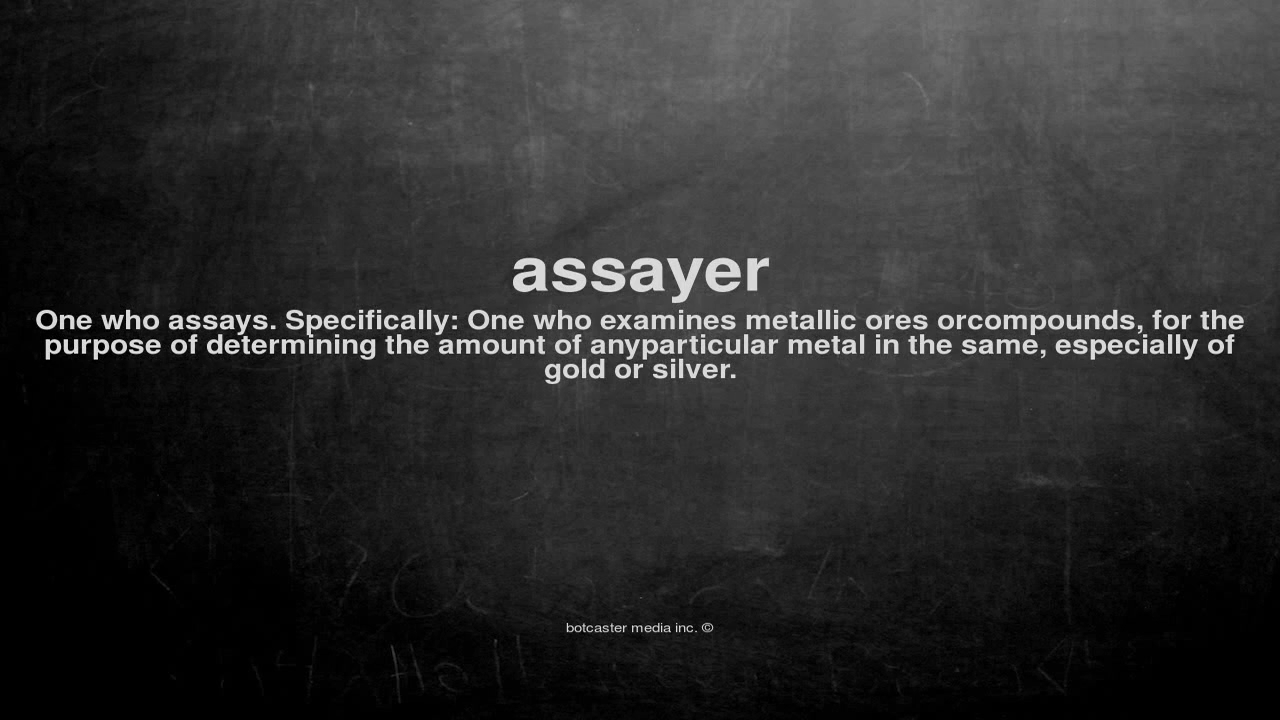 assayer
One who assays. Specifically: One who examines metallic ores orcompounds, for the
purpose of determining the amount of anyparticular metal in the same, especially of
gold or silver.
botcaster media inc. ©